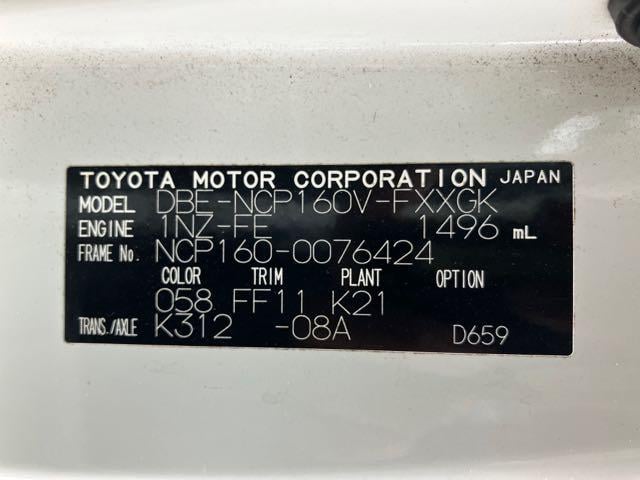 TOYOTA MOTOR CORPORATION JAPAN
MODEL DBE-NCP160V-FXXGK
ENGINE 1NZ-FE 1496 mL
FRAME No. NCP160-0076424
COLOR TRIM PLANT OPTION
058 FF11 K21
TRANS./AXLE K312 -08A D659